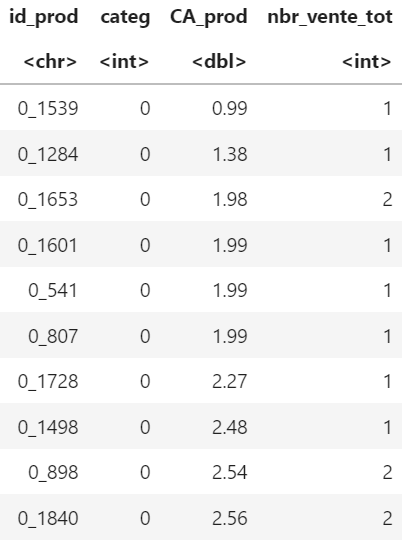 id_prod categ CA_prod nbr_vente_tot
<chr> <int> <dbl> <int>
0_1539 0 0.99 1
0_1284 0 1.38 1
0_1653 0 1.98 2
0_1601 0 1.99 1
0_541 0 1.99 1
0_807 0 1.99 1
0_1728 0 2.27 1
0_1498 0 2.48 1
0_898 0 2.54 2
0_1840 0 2.56 2